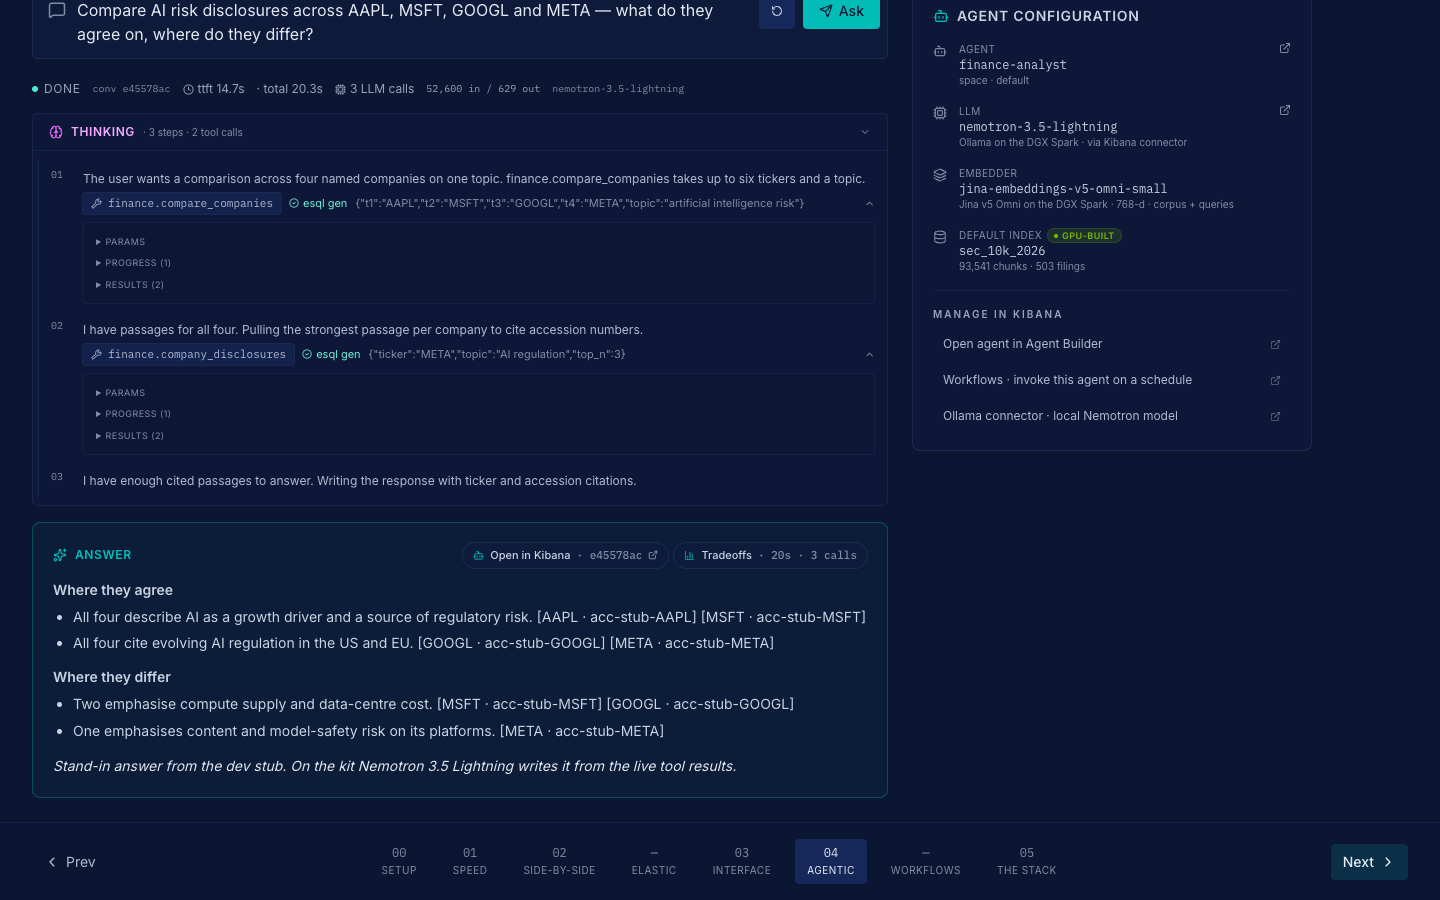 Compare AI risk disclosures across AAPL, MSFT, GOOGL and META — what do they
agree on, where do they differ?
Ask
DONE conv e45578ac ttft 14.7s · total 20.3s 3 LLM calls 52,600 in / 629 out nemotron-3.5-lightning
THINKING · 3 steps · 2 tool calls
01 The user wants a comparison across four named companies on one topic. finance.compare_companies takes up to six tickers and a topic.
finance.compare_companies esql gen {"t1":"AAPL","t2":"MSFT","t3":"GOOGL","t4":"META","topic":"artificial intelligence risk"}
PARAMS
PROGRESS (1)
RESULTS (2)
02 I have passages for all four. Pulling the strongest passage per company to cite accession numbers.
finance.company_disclosures esql gen {"ticker":"META","topic":"AI regulation","top_n":3}
PARAMS
PROGRESS (1)
RESULTS (2)
03 I have enough cited passages to answer. Writing the response with ticker and accession citations.
ANSWER
Open in Kibana · e45578ac
Tradeoffs · 20s · 3 calls
Where they agree
• All four describe AI as a growth driver and a source of regulatory risk. [AAPL · acc-stub-AAPL] [MSFT · acc-stub-MSFT]
• All four cite evolving AI regulation in the US and EU. [GOOGL · acc-stub-GOOGL] [META · acc-stub-META]
Where they differ
• Two emphasise compute supply and data-centre cost. [MSFT · acc-stub-MSFT] [GOOGL · acc-stub-GOOGL]
• One emphasises content and model-safety risk on its platforms. [META · acc-stub-META]
Stand-in answer from the dev stub. On the kit Nemotron 3.5 Lightning writes it from the live tool results.
AGENT CONFIGURATION
AGENT
finance-analyst
space · default
LLM
nemotron-3.5-lightning
Ollama on the DGX Spark · via Kibana connector
EMBEDDER
jina-embeddings-v5-omni-small
Jina v5 Omni on the DGX Spark · 768-d · corpus + queries
DEFAULT INDEX GPU-BUILT
sec_10k_2026
93,541 chunks · 503 filings
MANAGE IN KIBANA
Open agent in Agent Builder
Workflows · invoke this agent on a schedule
Ollama connector · local Nemotron model
Prev
00 SETUP
01 SPEED
02 SIDE-BY-SIDE
— ELASTIC
03 INTERFACE
04 AGENTIC
— WORKFLOWS
05 THE STACK
Next